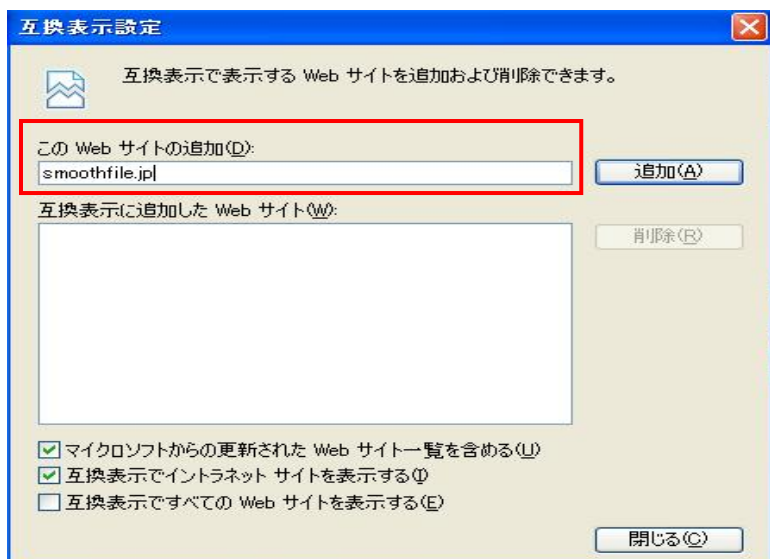 互換表示設定
互換表示で表示する Web サイトを追加および削除できます。
この Web サイトの追加(D):
smoothfile.jp
追加(A)
互換表示に追加した Web サイト(W):
削除(R)
マイクロソフトからの更新された Web サイト一覧を含める(U)
互換表示でイントラネット サイトを表示する(I)
互換表示ですべての Web サイトを表示する(E)
閉じる(C)